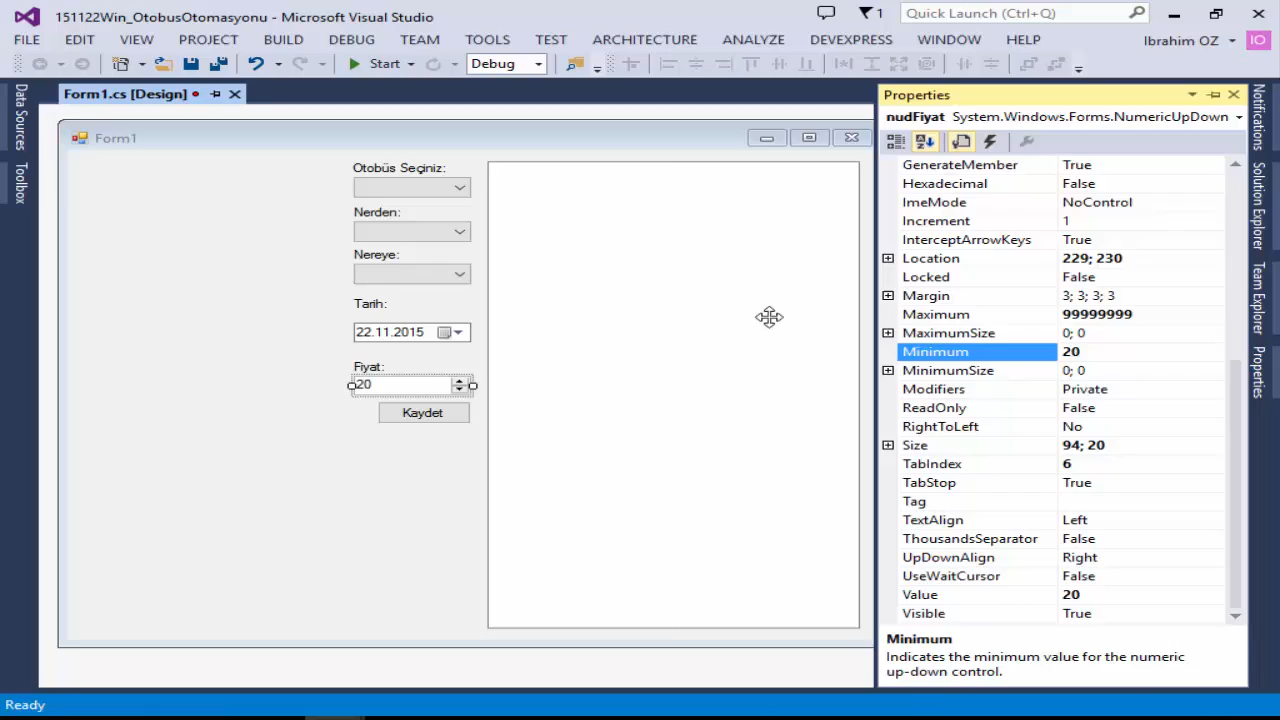 151122Win_OtobusOtomasyonu - Microsoft Visual Studio
1
Quick Launch (Ctrl+Q)
FILE EDIT VIEW PROJECT BUILD DEBUG TEAM TOOLS TEST ARCHITECTURE ANALYZE DEVEXPRESS WINDOW HELP
Ibrahim OZ IO
Start Debug
Form1.cs [Design]
Data Sources
Toolbox
Form1
Otobüs Seçiniz:
Nerden:
Nereye:
Tarih:
22.11.2015
Fiyat:
20
Kaydet
Properties
nudFiyat System.Windows.Forms.NumericUpDown
GenerateMember True
Hexadecimal False
ImeMode NoControl
Increment 1
InterceptArrowKeys True
Location 229; 230
Locked False
Margin 3; 3; 3; 3
Maximum 99999999
MaximumSize 0; 0
Minimum 20
MinimumSize 0; 0
Modifiers Private
ReadOnly False
RightToLeft No
Size 94; 20
TabIndex 6
TabStop True
Tag
TextAlign Left
ThousandsSeparator False
UpDownAlign Right
UseWaitCursor False
Value 20
Visible True
Minimum
Indicates the minimum value for the numeric
up-down control.
Notifications
Solution Explorer
Team Explorer
Properties
Ready